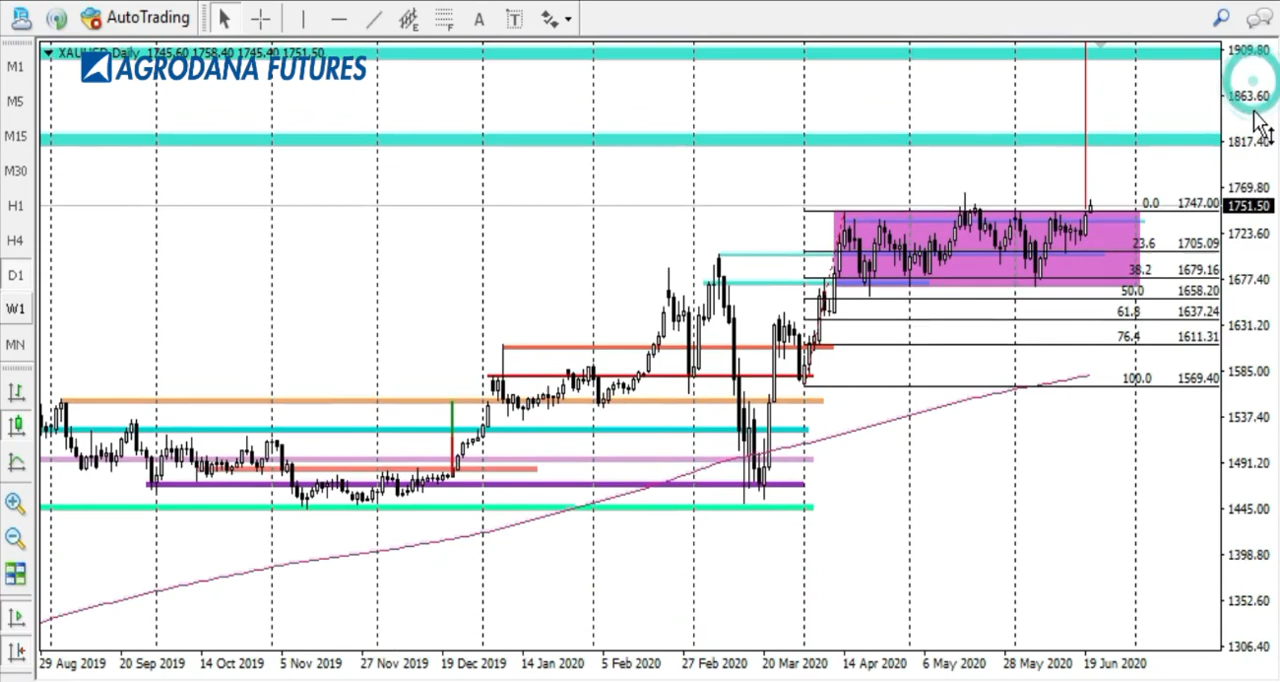 AutoTrading
A
T
E
F
XAUUSD,Daily 1745.60 1758.40 1745.40 1751.50
AGRODANA FUTURES
M1
M5
M15
M30
H1
H4
D1
W1
MN
1909.80
1863.60
1817.40
1769.80
1751.50
1723.60
1677.40
1631.20
1585.00
1537.40
1491.20
1445.00
1398.80
1352.60
1306.40
0.0 1747.00
23.6 1705.09
38.2 1679.16
50.0 1658.20
61.8 1637.24
76.4 1611.31
100.0 1569.40
29 Aug 2019 20 Sep 2019 14 Oct 2019 5 Nov 2019 27 Nov 2019 19 Dec 2019 14 Jan 2020 5 Feb 2020 27 Feb 2020 20 Mar 2020 14 Apr 2020 6 May 2020 28 May 2020 19 Jun 2020